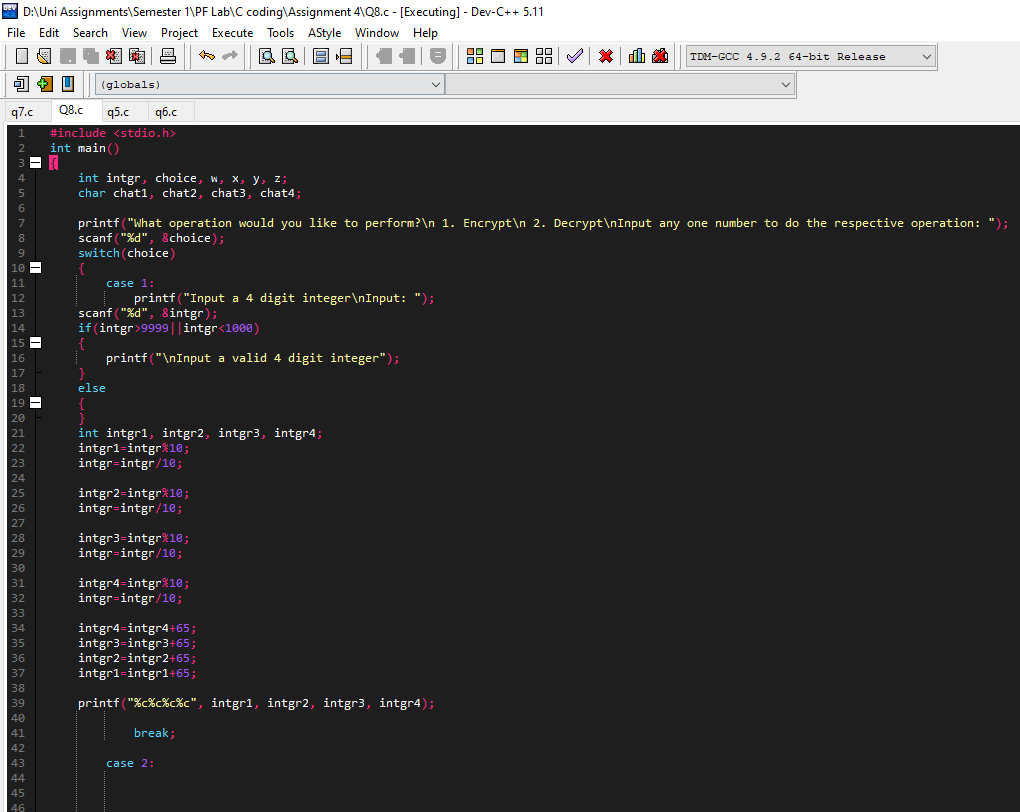 D:\Uni Assignments\Semester 1\PF Lab\C coding\Assignment 4\Q8.c - [Executing] - Dev-C++ 5.11
File Edit Search View Project Execute Tools AStyle Window Help
TDM-GCC 4.9.2 64-bit Release
(globals)
q7.c Q8.c q5.c q6.c
1 #include <stdio.h>
2 int main()
3 {
4 int intgr, choice, w, x, y, z;
5 char chat1, chat2, chat3, chat4;
6
7 printf("What operation would you like to perform?\n 1. Encrypt\n 2. Decrypt\nInput any one number to do the respective operation: ");
8 scanf("%d", &choice);
9 switch(choice)
10 {
11 case 1:
12 printf("Input a 4 digit integer\nInput: ");
13 scanf("%d", &intgr);
14 if(intgr>9999||intgr<1000)
15 {
16 printf("\nInput a valid 4 digit integer");
17 }
18 else
19 {
20 }
21 int intgr1, intgr2, intgr3, intgr4;
22 intgr1=intgr%10;
23 intgr=intgr/10;
24
25 intgr2=intgr%10;
26 intgr=intgr/10;
27
28 intgr3=intgr%10;
29 intgr=intgr/10;
30
31 intgr4=intgr%10;
32 intgr=intgr/10;
33
34 intgr4=intgr4+65;
35 intgr3=intgr3+65;
36 intgr2=intgr2+65;
37 intgr1=intgr1+65;
38
39 printf("%c%c%c%c", intgr1, intgr2, intgr3, intgr4);
40
41 break;
42
43 case 2:
44
45
46